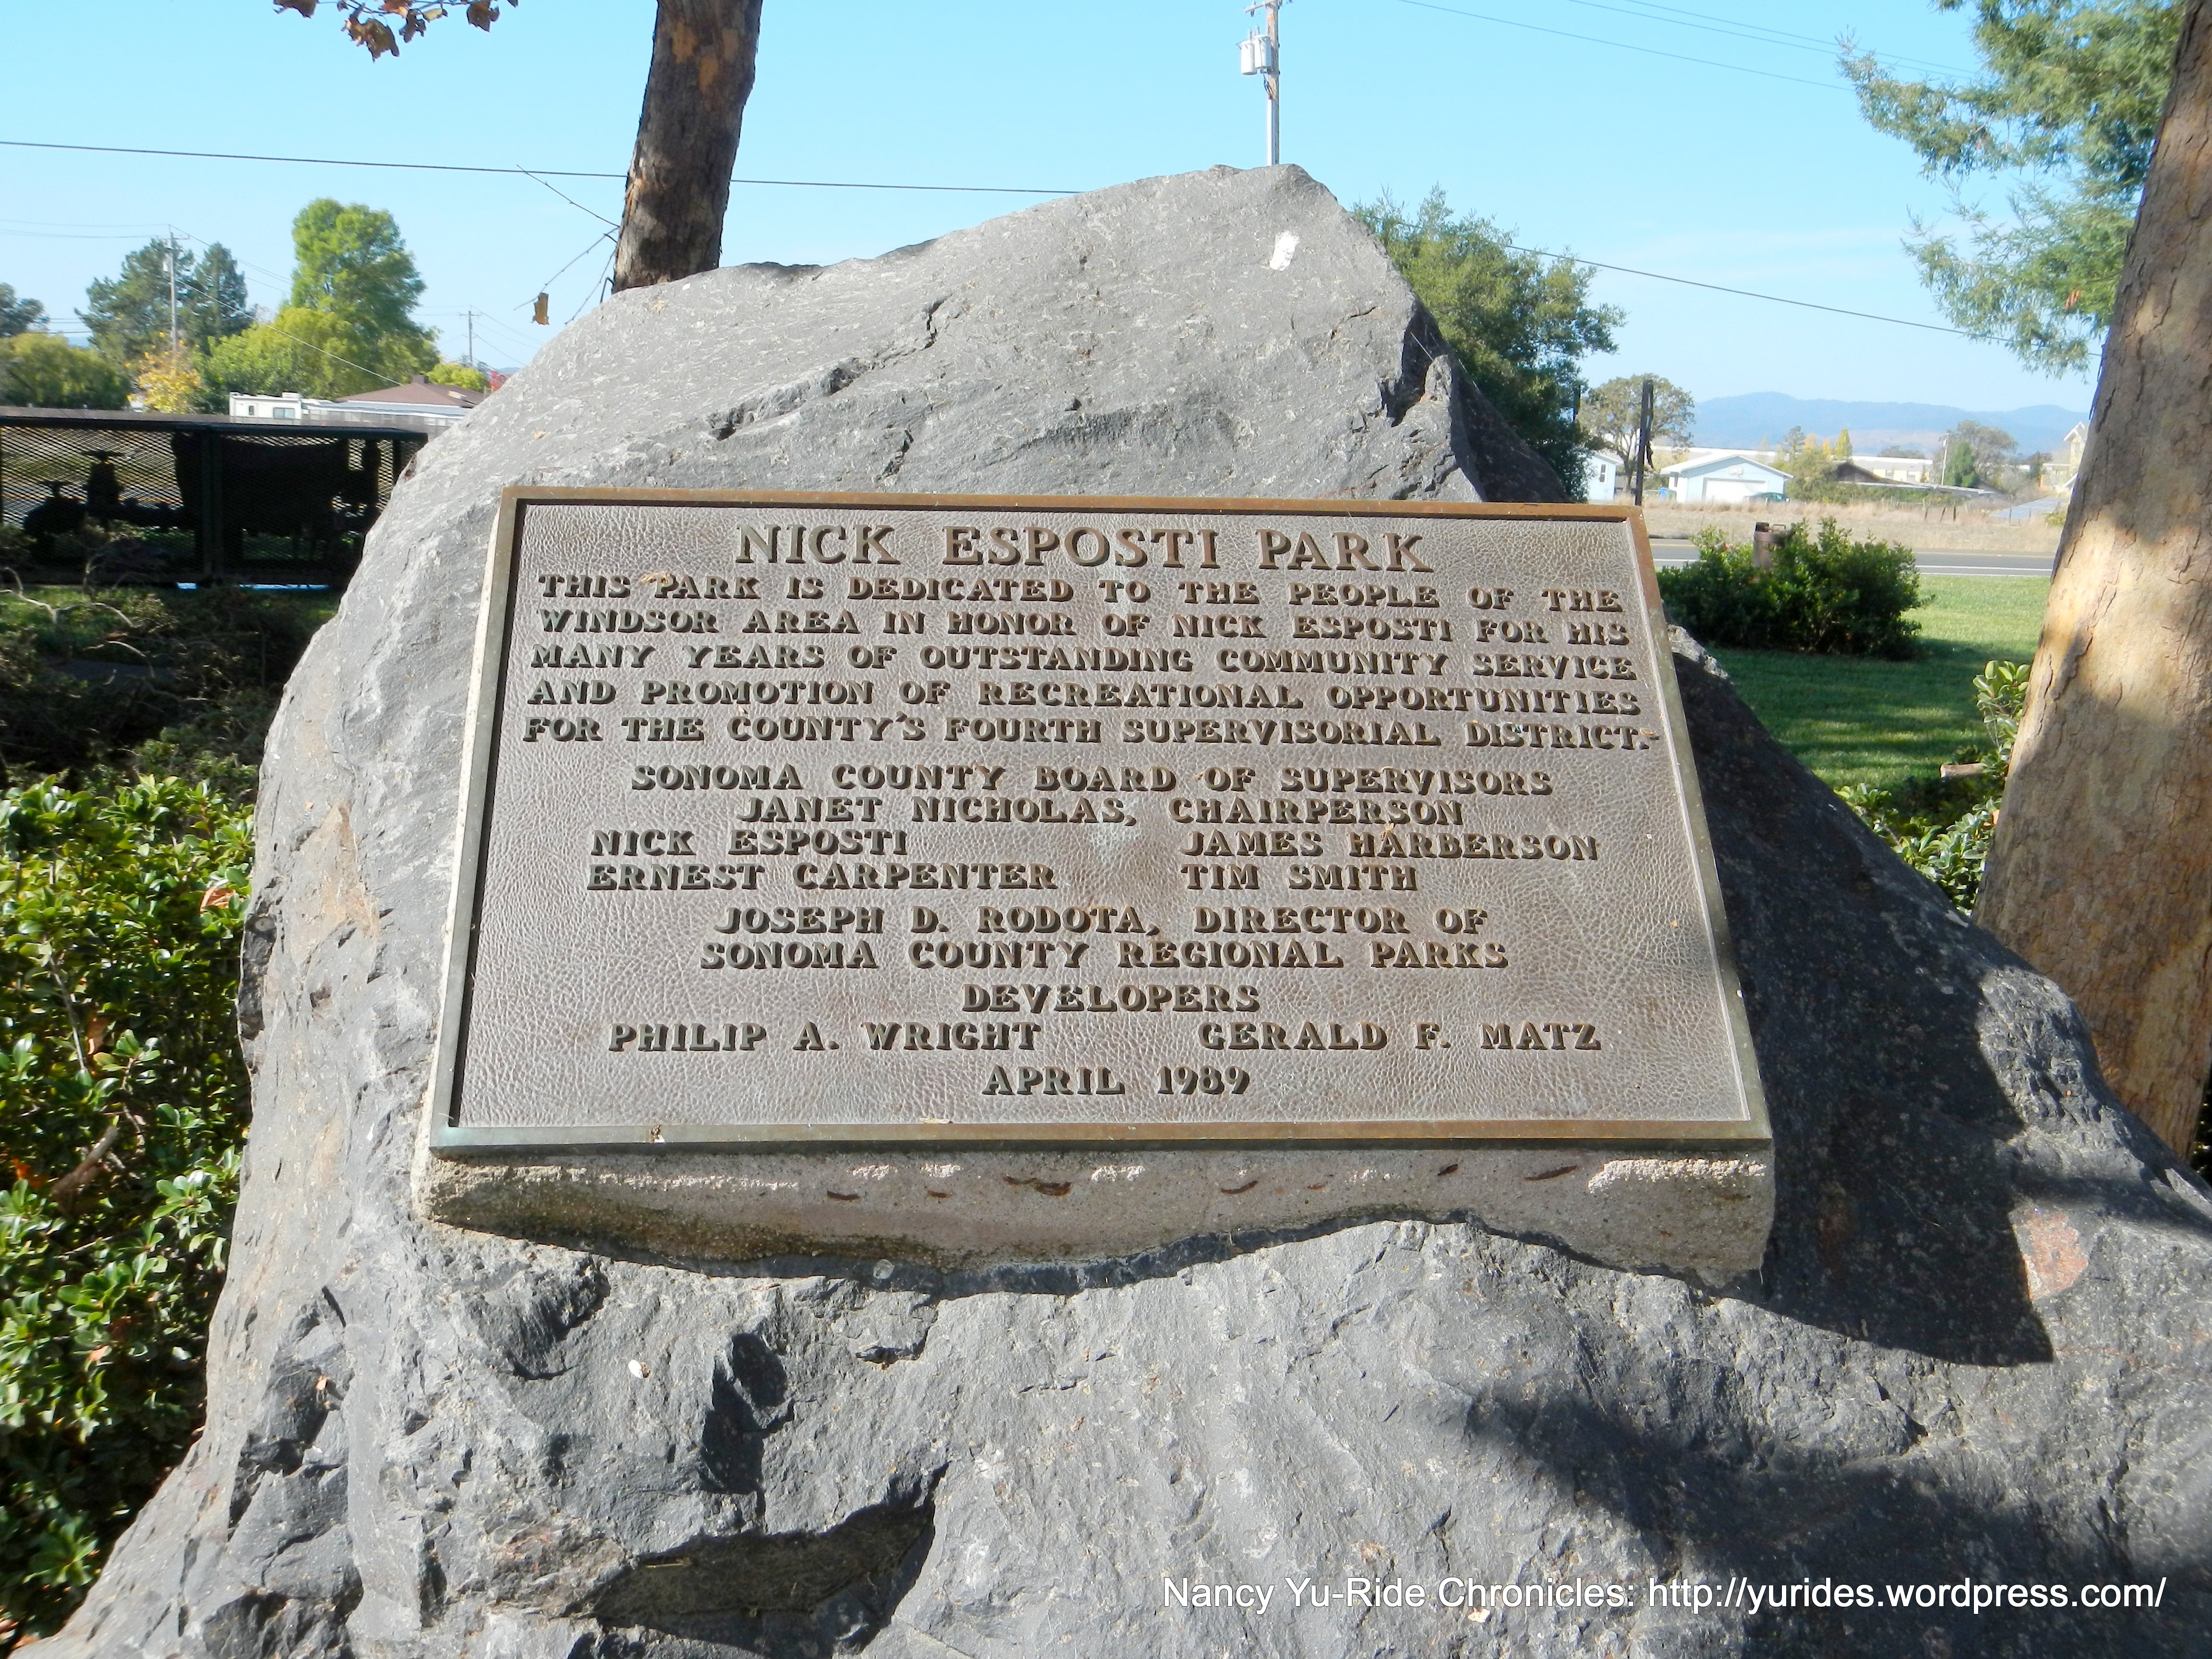 NICK ESPOSTI PARK
THIS PARK IS DEDICATED TO THE PEOPLE OF THE
WINDSOR AREA IN HONOR OF NICK ESPOSTI FOR HIS
MANY YEARS OF OUTSTANDING COMMUNITY SERVICE
AND PROMOTION OF RECREATIONAL OPPORTUNITIES
FOR THE COUNTY'S FOURTH SUPERVISORIAL DISTRICT.
SONOMA COUNTY BOARD OF SUPERVISORS
JANET NICHOLAS, CHAIRPERSON
NICK ESPOSTI JAMES HARBERSON
ERNEST CARPENTER TIM SMITH
JOSEPH D. RODOTA, DIRECTOR OF
SONOMA COUNTY REGIONAL PARKS
DEVELOPERS
PHILIP A. WRIGHT GERALD F. MATZ
APRIL 1989
Nancy Yu-Ride Chronicles: http://yurides.wordpress.com/